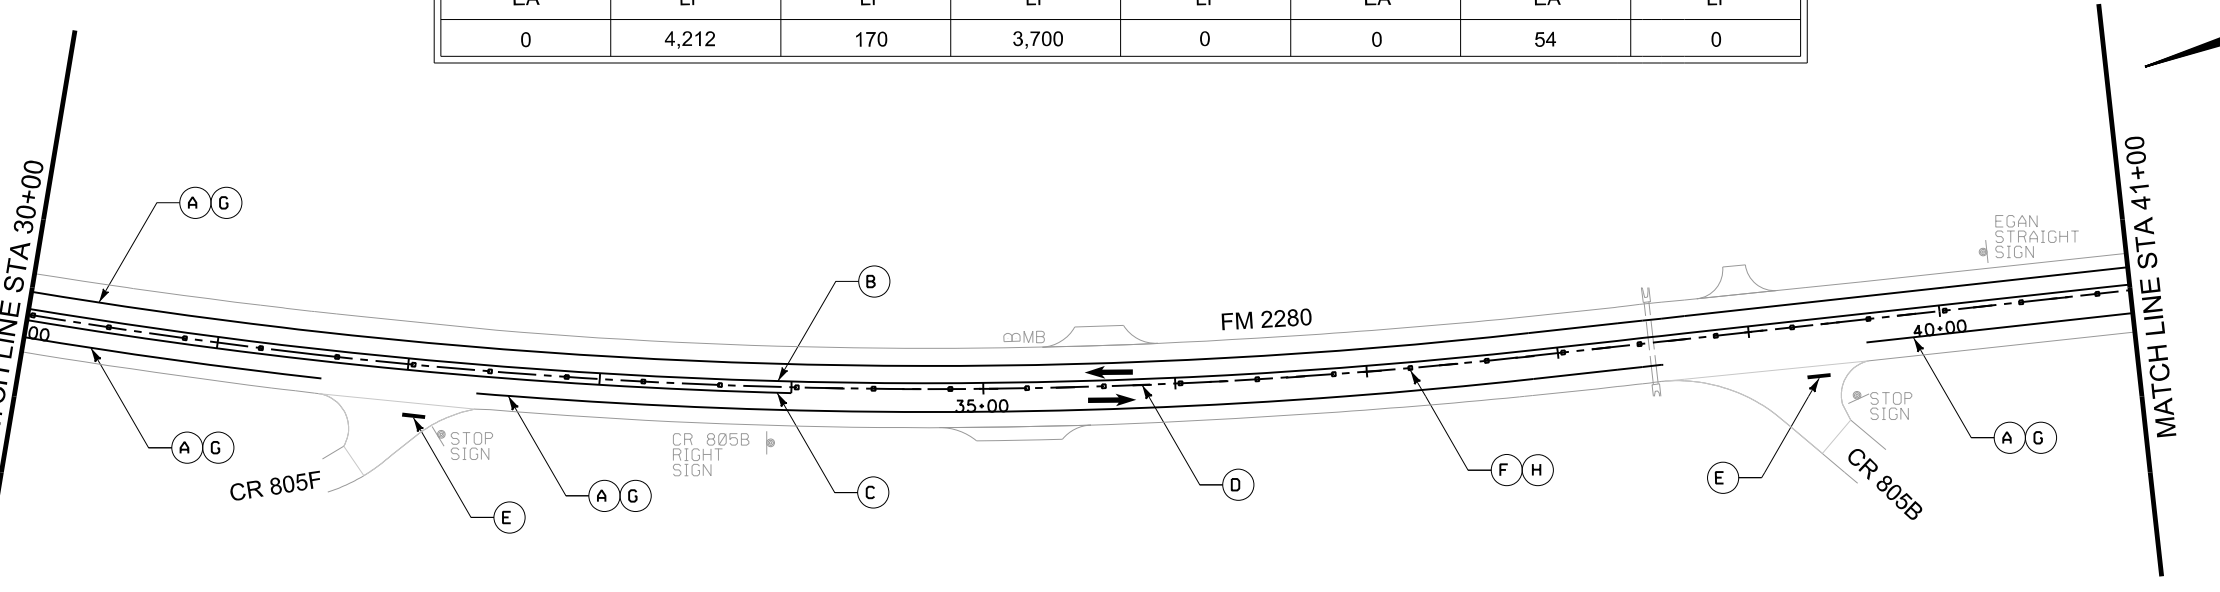 0 4,212 170 3,700 0 0 54 0
MATCH LINE STA 30+00
MATCH LINE STA 41+00
A G
B
EGAN
STRAIGHT
SIGN
FM 2280
MB
00
40+00
35+00
A G
CR 805F
STOP
SIGN
E
A G
CR 805B
RIGHT
SIGN
C
D
F H
E
STOP
SIGN
CR 805B
A G